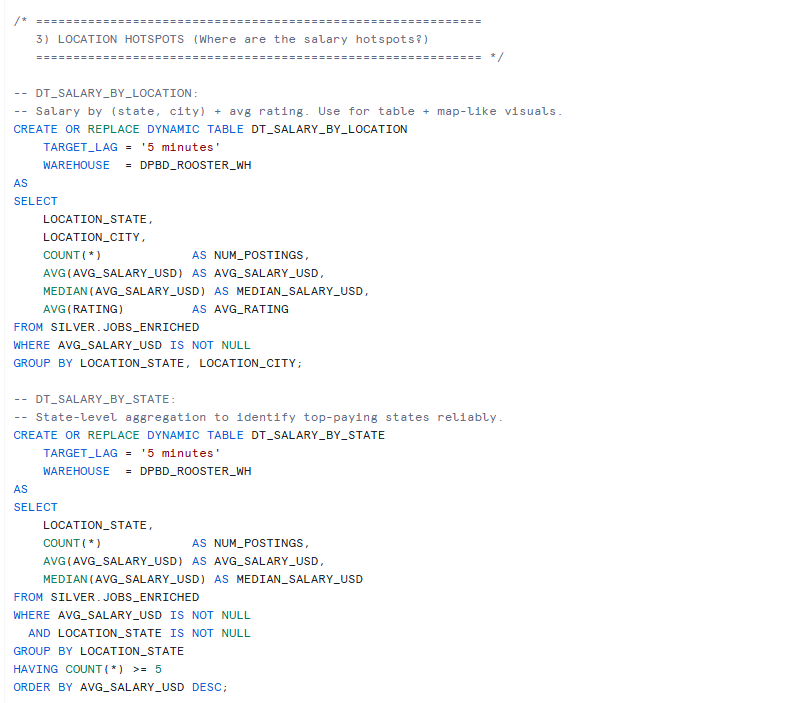 /* ============================================================
   3) LOCATION HOTSPOTS (Where are the salary hotspots?)
   ============================================================ */

-- DT_SALARY_BY_LOCATION:
-- Salary by (state, city) + avg rating. Use for table + map-like visuals.
CREATE OR REPLACE DYNAMIC TABLE DT_SALARY_BY_LOCATION
    TARGET_LAG = '5 minutes'
    WAREHOUSE  = DPBD_ROOSTER_WH
AS
SELECT
    LOCATION_STATE,
    LOCATION_CITY,
    COUNT(*)            AS NUM_POSTINGS,
    AVG(AVG_SALARY_USD) AS AVG_SALARY_USD,
    MEDIAN(AVG_SALARY_USD) AS MEDIAN_SALARY_USD,
    AVG(RATING)         AS AVG_RATING
FROM SILVER.JOBS_ENRICHED
WHERE AVG_SALARY_USD IS NOT NULL
GROUP BY LOCATION_STATE, LOCATION_CITY;

-- DT_SALARY_BY_STATE:
-- State-level aggregation to identify top-paying states reliably.
CREATE OR REPLACE DYNAMIC TABLE DT_SALARY_BY_STATE
    TARGET_LAG = '5 minutes'
    WAREHOUSE  = DPBD_ROOSTER_WH
AS
SELECT
    LOCATION_STATE,
    COUNT(*)            AS NUM_POSTINGS,
    AVG(AVG_SALARY_USD) AS AVG_SALARY_USD,
    MEDIAN(AVG_SALARY_USD) AS MEDIAN_SALARY_USD
FROM SILVER.JOBS_ENRICHED
WHERE AVG_SALARY_USD IS NOT NULL
  AND LOCATION_STATE IS NOT NULL
GROUP BY LOCATION_STATE
HAVING COUNT(*) >= 5
ORDER BY AVG_SALARY_USD DESC;